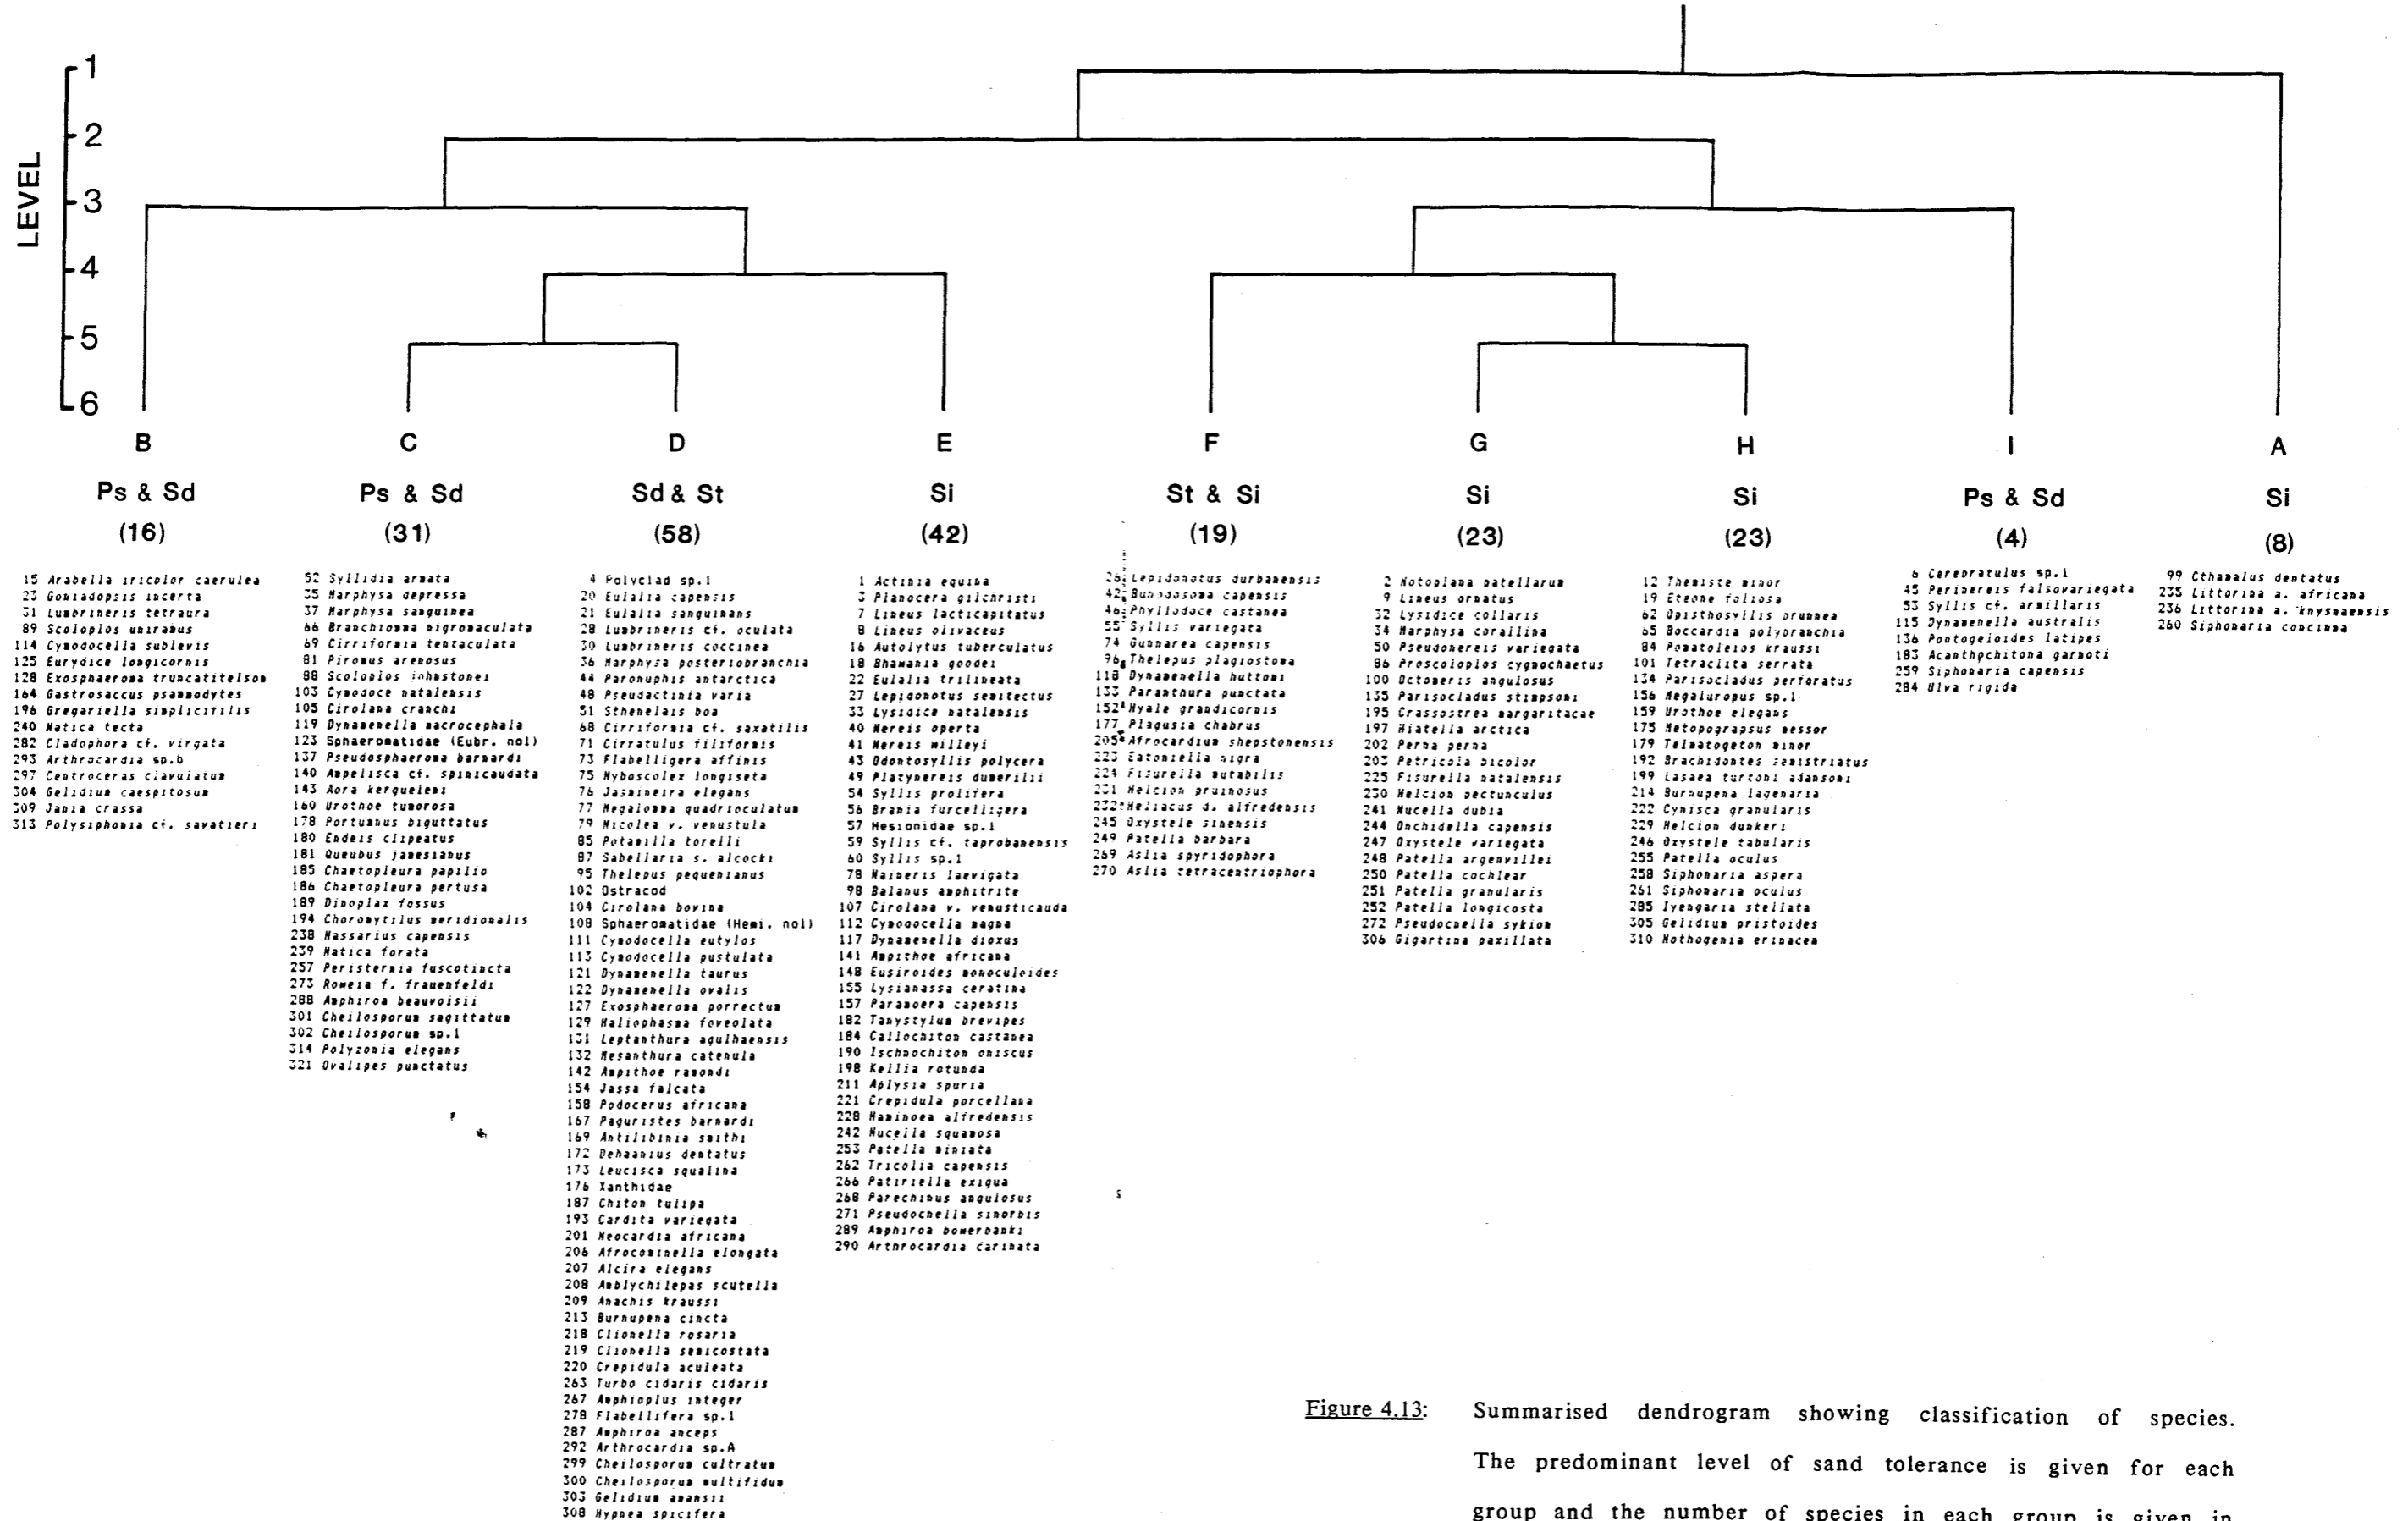 1
2
3
4
5
6
LEVEL
B
C
D
E
F
G
H
I
A
Ps & Sd
Ps & Sd
Sd & St
Si
St & Si
Si
Si
Ps & Sd
Si
(16)
(31)
(58)
(42)
(19)
(23)
(23)
(4)
(8)
15 Arabella iricolor caerulea
23 Goniadopsis incerta
31 Lumbrineris tetraura
89 Scoloplos uniramus
114 Cymodocella sublevis
125 Eurydice longicornis
128 Exosphaeroma truncatitelson
164 Gastrosaccus psammodytes
196 Gregariella simplicifilis
240 Natica tecta
282 Cladophora cf. virgata
293 Arthrocardia sp.b
297 Centroceras clavulatum
304 Gelidium caespitosum
309 Jania crassa
313 Polysiphonia cf. savatieri
52 Syllidia armata
35 Marphysa depressa
37 Marphysa sanguinea
66 Branchiomma nigromaculata
69 Cirriformia tentaculata
81 Piromus arenosus
88 Scoloplos johnstonei
103 Cymodoce natalensis
105 Cirolana cranchi
119 Dynamenella macrocephala
123 Sphaeromatidae (Eubr. nol)
137 Pseudosphaeroma barnardi
140 Ampelisca cf. spinicaudata
143 Aora kergueleni
160 Urothoe tumorosa
178 Portumnus biguttatus
180 Endeis clipeatus
181 Queubus jamesianus
185 Chaetopleura papilio
186 Chaetopleura pertusa
189 Dinoplax fossus
194 Choromytilus meridionalis
238 Nassarius capensis
239 Natica forata
257 Peristernia fuscotincta
273 Roweia f. frauenfeldi
288 Amphiroa beauvoisii
301 Cheilosporum sagittatum
302 Cheilosporum sp.1
314 Polyzonia elegans
321 Ovalipes punctatus
4 Polyclad sp.1
20 Eulalia capensis
21 Eulalia sanguinans
28 Lumbrineris cf. oculata
30 Lumbrineris coccinea
36 Marphysa posteriobranchia
44 Paronuphis antarctica
48 Pseudactinia varia
51 Sthenelais boa
68 Cirriformia cf. saxatilis
71 Cirratulus filiformis
73 Flabelligera affinis
75 Hyboscolex longiseta
76 Jasmineira elegans
77 Megalomma quadrioculatum
79 Nicolea v. venustula
85 Potamilla torelli
87 Sabellaria s. alcocki
95 Thelepus pequenianus
102 Ostracod
104 Cirolana bovina
108 Sphaeromatidae (Hemi. nol)
111 Cymodocella eutylos
113 Cymodocella pustulata
121 Dynamenella taurus
122 Dynamenella ovalis
127 Exosphaeroma porrectum
129 Haliophasma foveolata
131 Leptanthura agulhaensis
132 Mesanthura catenula
142 Ampithoe ramondi
154 Jassa falcata
158 Podocerus africana
167 Paguristes barnardi
169 Antilibinia smithi
172 Dehaanius dentatus
173 Leucisca squalina
176 Xanthidae
187 Chiton tulipa
193 Cardita variegata
201 Neocardia africana
206 Afrocominella elongata
207 Alcira elegans
208 Amblychilepas scutella
209 Anachis kraussi
213 Burnupena cincta
218 Clionella rosaria
219 Clionella semicostata
220 Crepidula aculeata
263 Turbo cidaris cidaris
267 Amphioplus integer
278 Flabellifera sp.1
287 Amphiroa anceps
292 Arthrocardia sp.A
299 Cheilosporum cultratum
300 Cheilosporum multifidum
303 Gelidium amansii
308 Hypnea spicifera
1 Actinia equina
3 Planocera gilchristi
7 Lineus lacticapitatus
8 Lineus olivaceus
16 Autolytus tuberculatus
18 Bhawania goodei
22 Eulalia trilineata
27 Lepidonotus semitectus
33 Lysidice natalensis
40 Nereis operta
41 Nereis willeyi
43 Odontosyllis polycera
49 Platynereis dumerilii
54 Syllis prolifera
56 Brania furcelligera
57 Hesionidae sp.1
59 Syllis cf. taprobanensis
60 Syllis sp.1
78 Naineris laevigata
98 Balanus amphitrite
107 Cirolana v. venusticauda
112 Cymodocella magna
117 Dynamenella dioxus
141 Ampithoe africana
148 Eusiroides monoculoides
155 Lysianassa ceratina
157 Paramoera capensis
182 Tanystylum brevipes
184 Callochiton castanea
190 Ischnochiton oniscus
198 Kellia rotunda
211 Aplysia spuria
221 Crepidula porcellana
228 Haminoea alfredensis
242 Nucella squamosa
253 Patella miniata
262 Tricolia capensis
266 Patiriella exigua
268 Parechinus angulosus
271 Pseudocnella sinorbis
289 Amphiroa bowerbanki
290 Arthrocardia carinata
26 Lepidonotus durbanensis
42 Bunodosoma capensis
46 Phyllodoce castanea
55 Syllis variegata
74 Gunnarea capensis
96 Thelepus plagiostoma
118 Dynamenella huttoni
133 Paranthura punctata
152 Hyale grandicornis
177 Plagusia chabrus
205 Afrocardium shepstonensis
223 Eatoniella nigra
224 Fisurella mutabilis
231 Helcion pruinosus
232 Heliacus d. alfredensis
245 Oxystele sinensis
249 Patella barbara
269 Aslia spyridophora
270 Aslia tetracentriophora
2 Notoplana patellarum
9 Lineus ornatus
32 Lysidice collaris
34 Marphysa corallina
50 Pseudonereis variegata
86 Proscoloplos cygnochaetus
100 Octomeris angulosus
135 Parisocladus stimpsoni
195 Crassostrea margaritacae
197 Hiatella arctica
202 Perna perna
203 Petricola bicolor
225 Fisurella natalensis
230 Helcion pectunculus
241 Nucella dubia
244 Onchidella capensis
247 Oxystele variegata
248 Patella argenvillei
250 Patella cochlear
251 Patella granularis
252 Patella longicosta
272 Pseudocnella sykion
306 Gigartina paxillata
12 Themiste minor
19 Eteone foliosa
62 Opisthosyllis brunnea
65 Boccardia polybranchia
84 Pomatoleios kraussi
101 Tetraclita serrata
134 Parisocladus perforatus
156 Megaluropus sp.1
159 Urothoe elegans
175 Metopograpsus messor
179 Telmatogeton minor
192 Brachidontes semistriatus
199 Lasaea turtoni adansoni
214 Burnupena lagenaria
222 Cynisca granularis
229 Helcion dunkeri
246 Oxystele tabularis
255 Patella oculus
258 Siphonaria aspera
261 Siphonaria oculus
285 Iyengaria stellata
305 Gelidium pristoides
310 Nothogenia erinacea
6 Cerebratulus sp.1
45 Perinereis falsovariegata
53 Syllis cf. armillaris
115 Dynamenella australis
136 Pontogeloides latipes
183 Acanthochitona garnoti
259 Siphonaria capensis
284 Ulva rigida
99 Cthamalus dentatus
235 Littorina a. africana
236 Littorina a. knysnaensis
260 Siphonaria concinna
Figure 4.13: Summarised dendrogram showing classification of species.
The predominant level of sand tolerance is given for each
group and the number of species in each group is given in